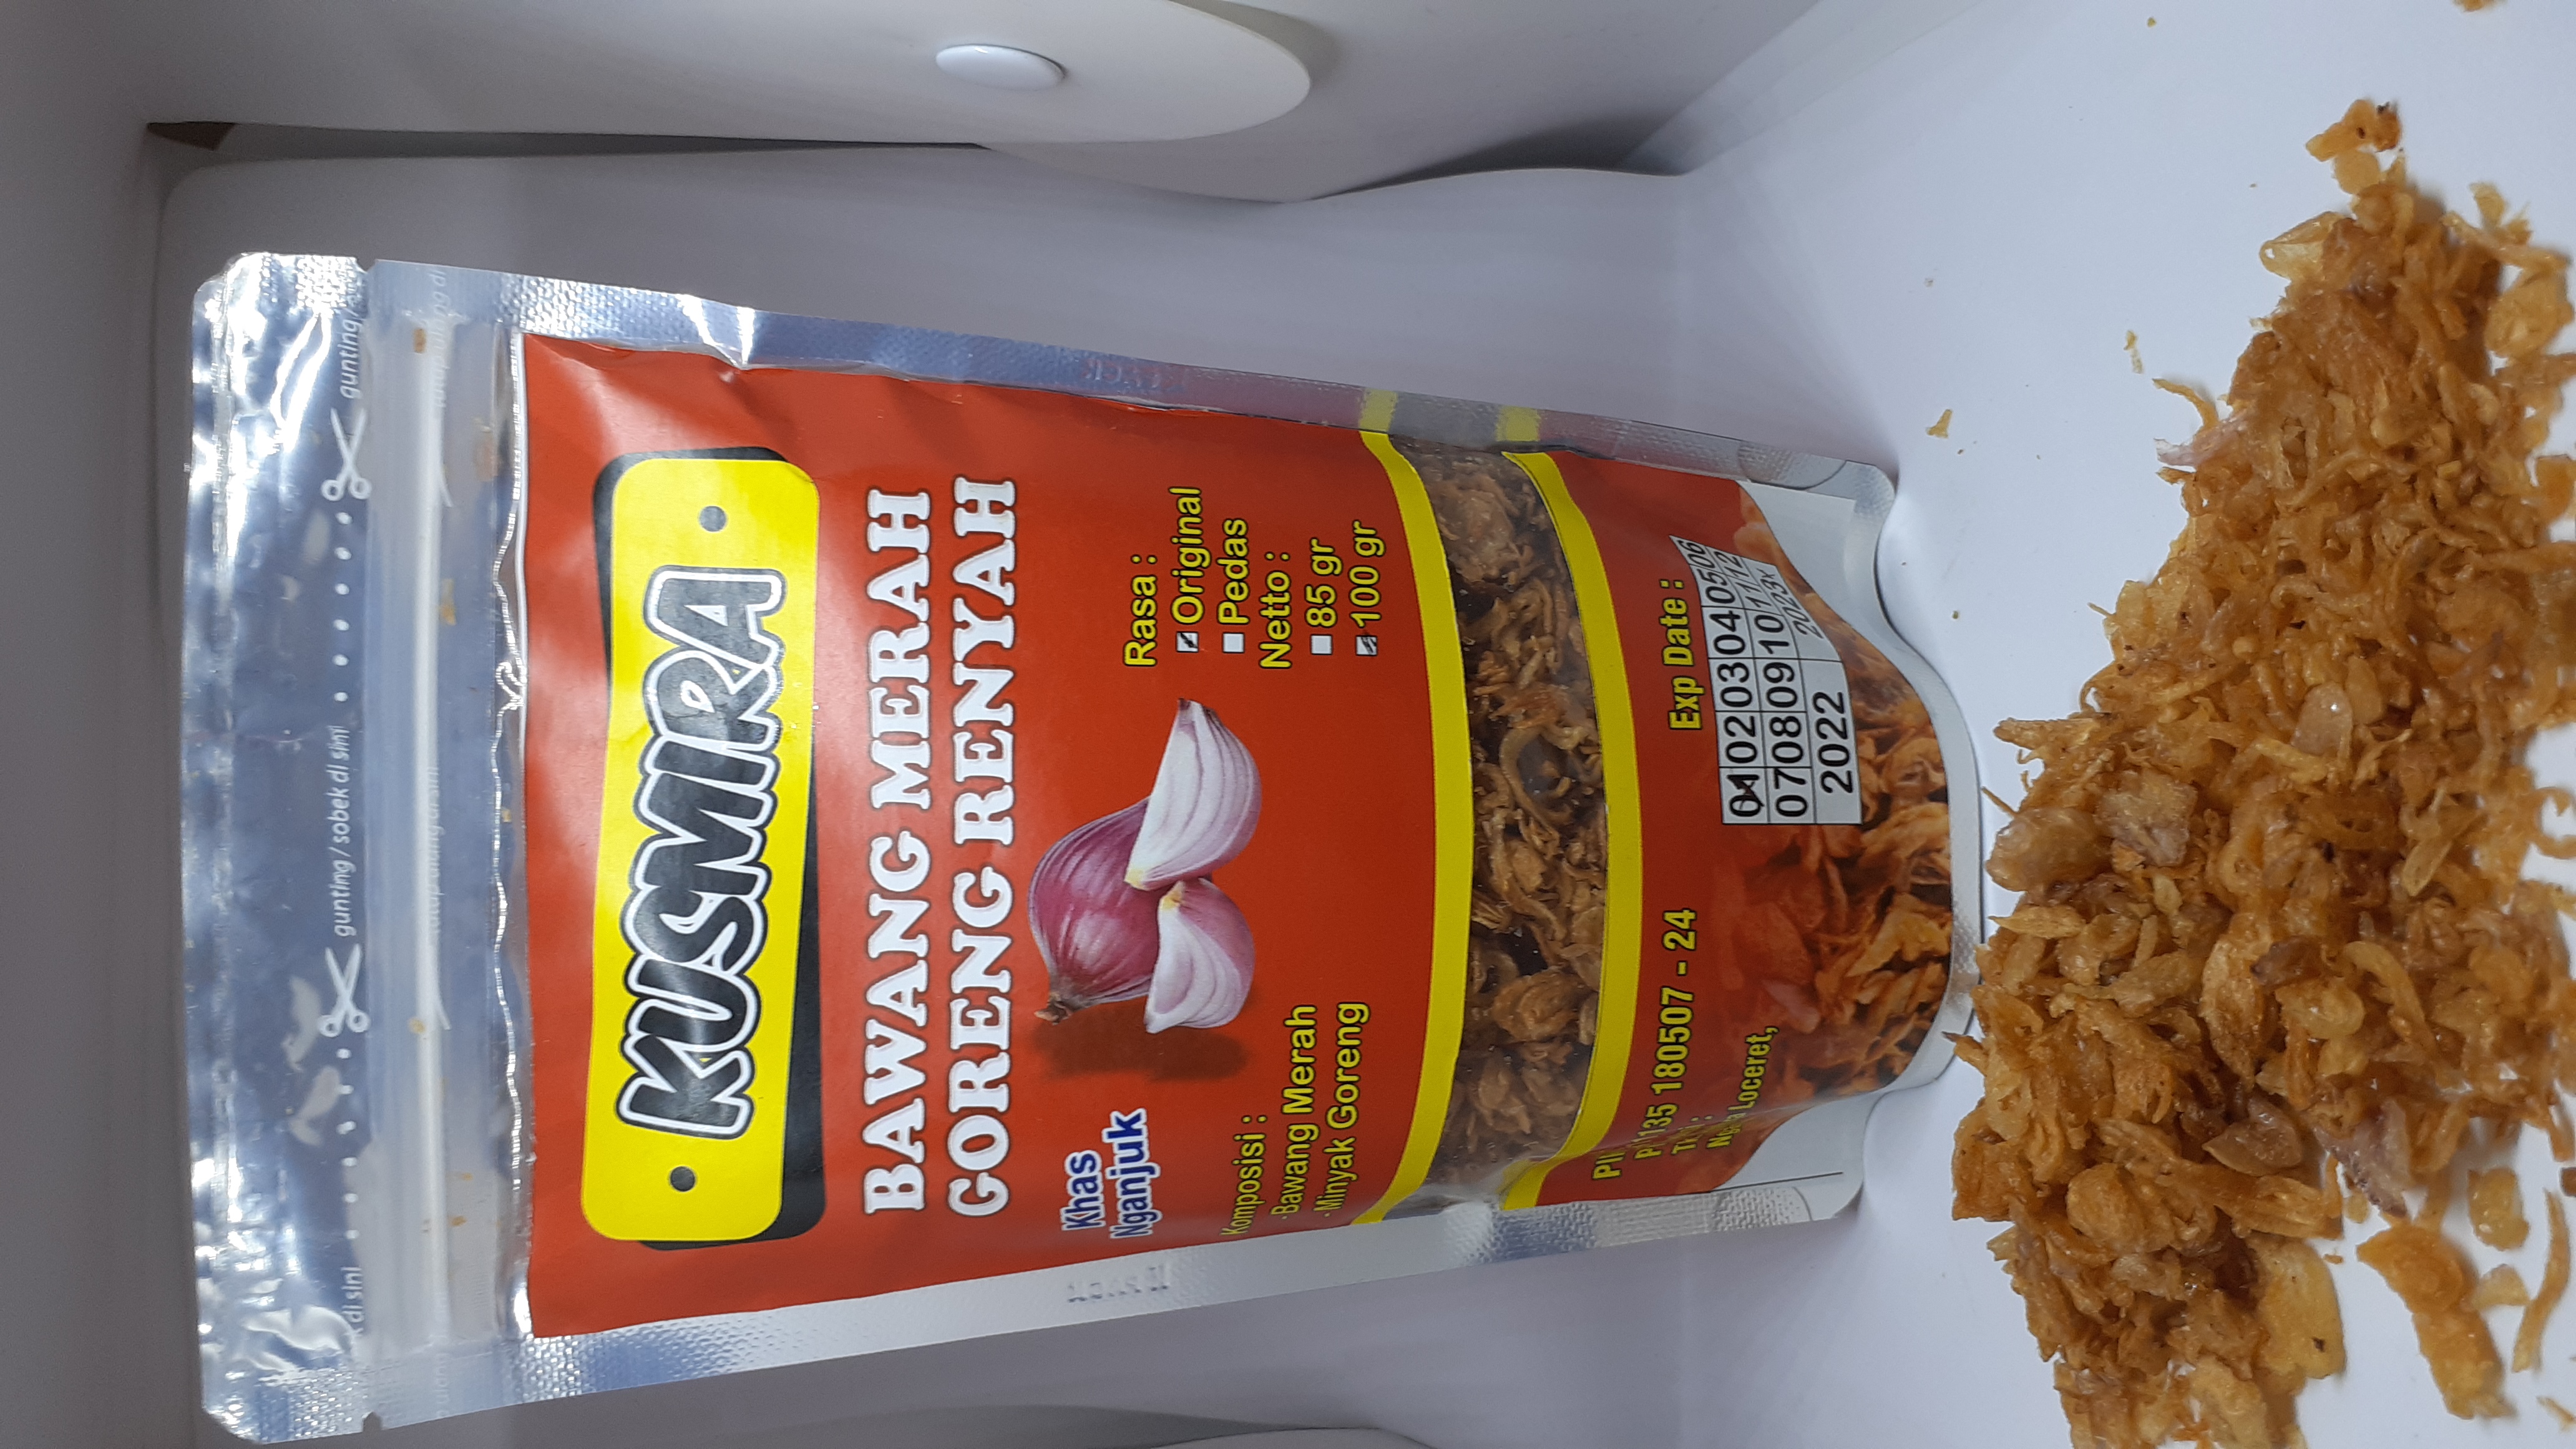 gunting / sobek di sini
KUSMIRA
BAWANG MERAH
GORENG RENYAH
Khas
Nganjuk
Rasa :
Original
Pedas
Netto :
85 gr
100 gr
Komposisi :
- Bawang Merah
- Minyak Goreng
Exp Date :
01 02 03 04 05 06
07 08 09 10 11 12
2022 2023
135 180507 - 24
Loceret,